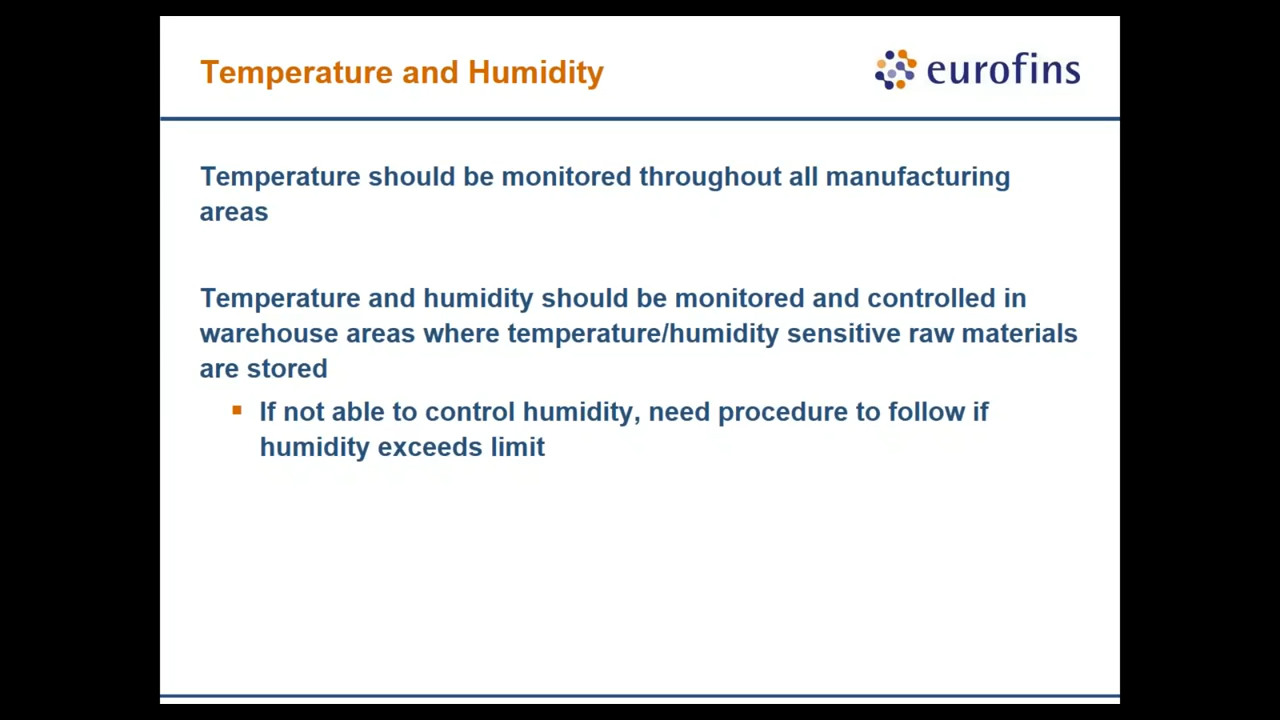 Temperature and Humidity
eurofins
Temperature should be monitored throughout all manufacturing
areas
Temperature and humidity should be monitored and controlled in
warehouse areas where temperature/humidity sensitive raw materials
are stored
▪ If not able to control humidity, need procedure to follow if
humidity exceeds limit